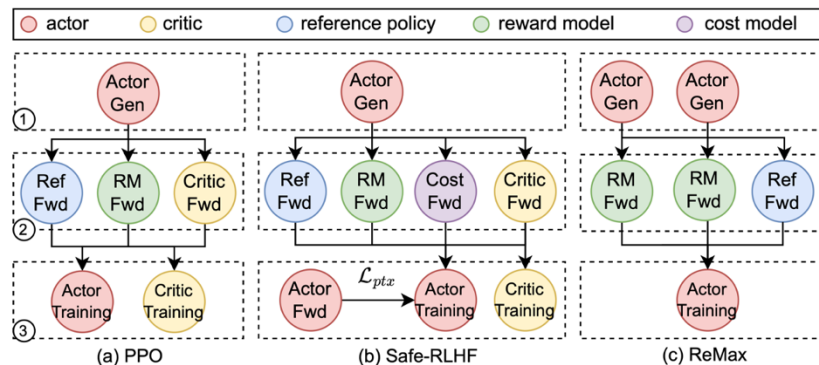 actor critic reference policy reward model cost model
Actor
Gen
Actor
Gen
Actor
Gen
Actor
Gen
1
Ref
Fwd
RM
Fwd
Critic
Fwd
Ref
Fwd
RM
Fwd
Cost
Fwd
Critic
Fwd
RM
Fwd
RM
Fwd
Ref
Fwd
2
Actor
Training
Critic
Training
Actor
Fwd
ℒptx
Actor
Training
Critic
Training
Actor
Training
3
(a) PPO
(b) Safe-RLHF
(c) ReMax